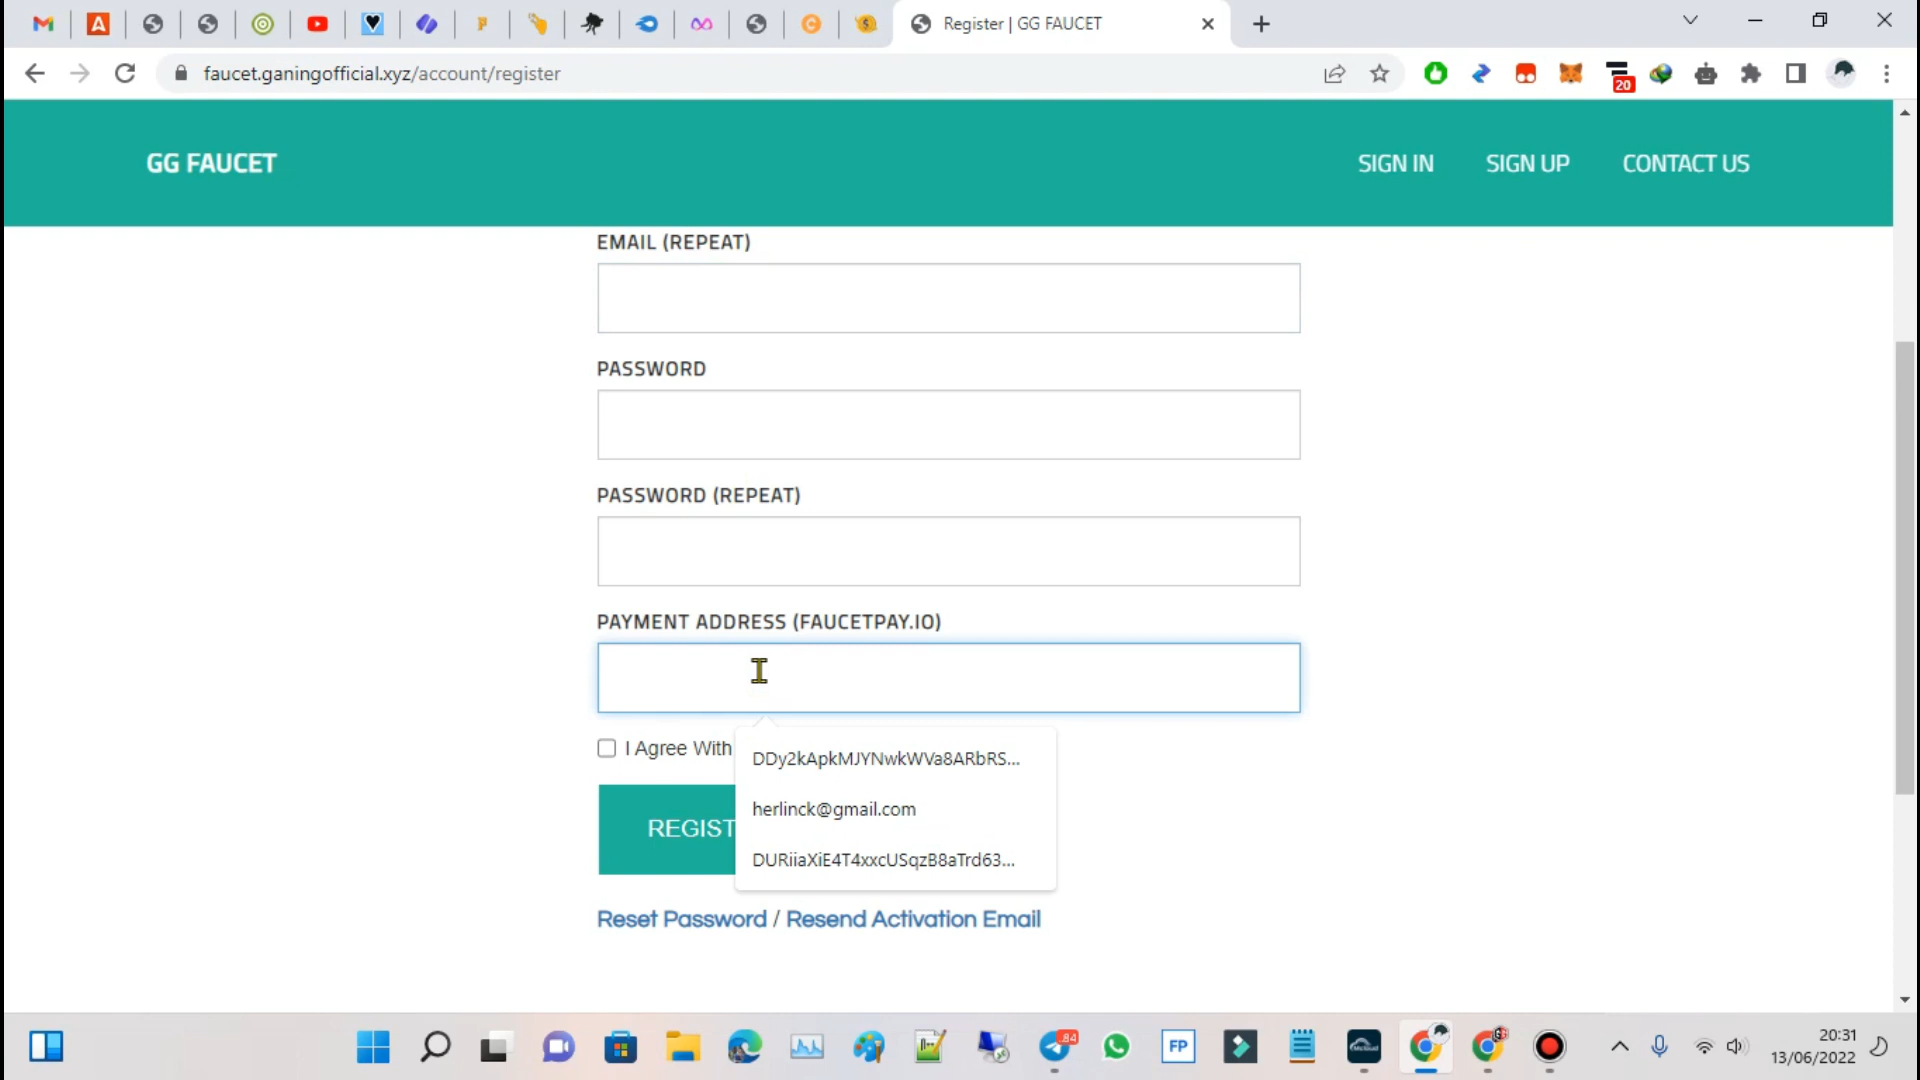 Register | GG FAUCET
faucet.ganingofficial.xyz/account/register
20
GG FAUCET
SIGN IN
SIGN UP
CONTACT US
EMAIL (REPEAT)
PASSWORD
PASSWORD (REPEAT)
PAYMENT ADDRESS (FAUCETPAY.IO)
I Agree With
DDy2kApkMJYNwkWVa8ARbRS...
herlinck@gmail.com
DURiiaXiE4T4xxcUSqzB8aTrd63...
REGIST
Reset Password / Resend Activation Email
84
FP
20:31
13/06/2022